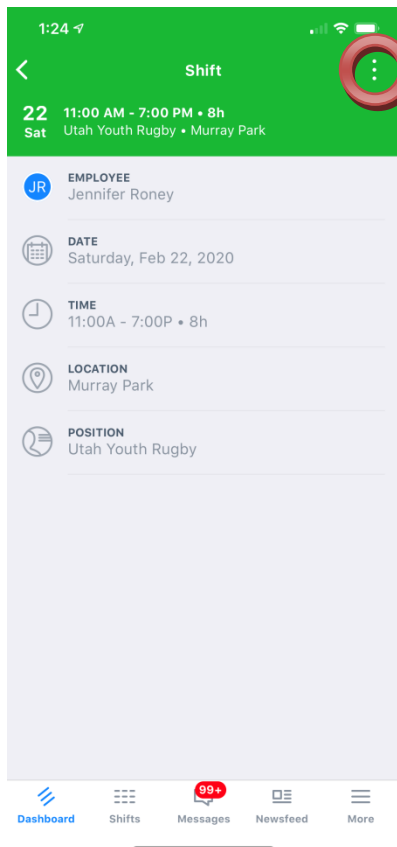 1:24
Shift
22 11:00 AM - 7:00 PM • 8h
Sat Utah Youth Rugby • Murray Park
JR EMPLOYEE
Jennifer Roney
DATE
Saturday, Feb 22, 2020
TIME
11:00A - 7:00P • 8h
LOCATION
Murray Park
POSITION
Utah Youth Rugby
99+
Dashboard Shifts Messages Newsfeed More